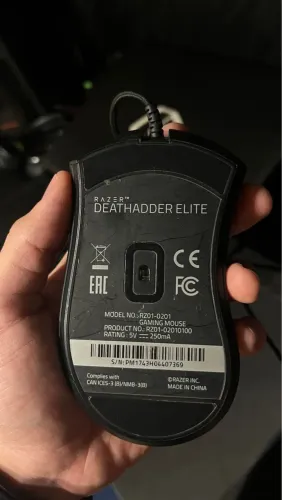 RAZER™
DEATHADDER ELITE
EAC CE FC
MODEL NO.: RZ01-0201
GAMING MOUSE
PRODUCT NO.: RZ01-02010100
RATING : 5V ⎓ 250mA
S/N: PM1743H06407369
Complies with
CAN ICES-3 (B)/NMB-3(B)
©RAZER INC.
MADE IN CHINA